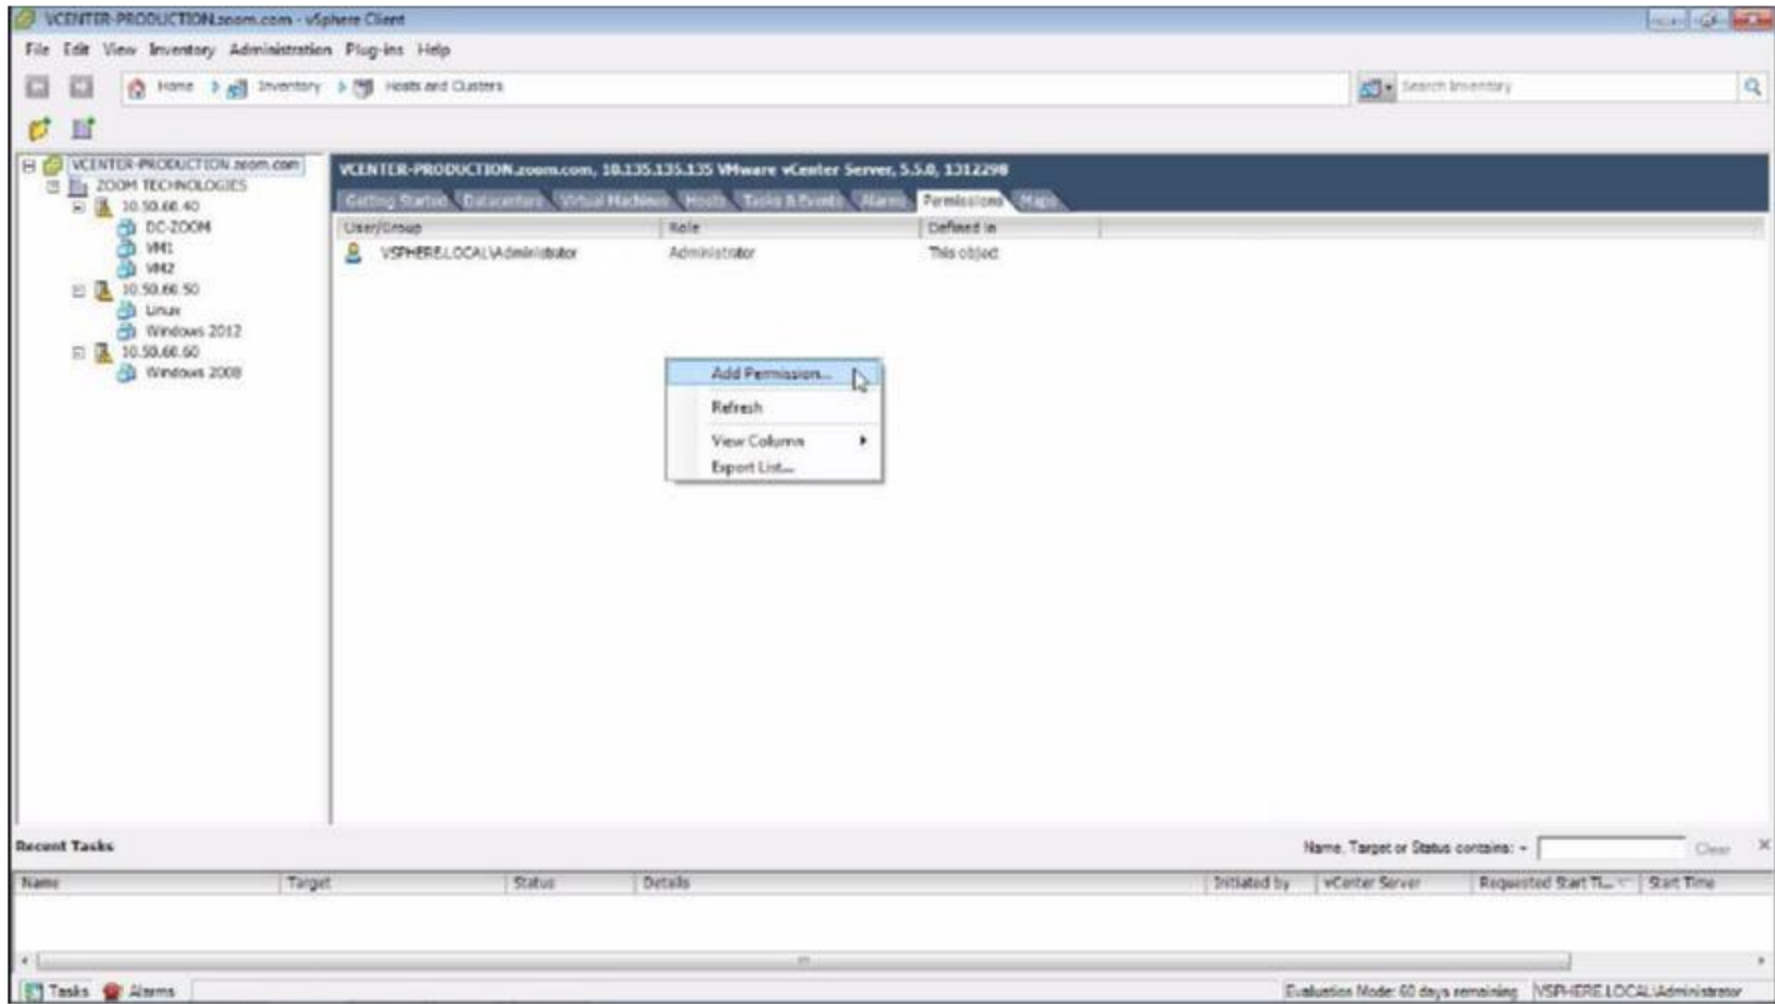 VCENTER-PRODUCTION.zoom.com - vSphere Client
File Edit View Inventory Administration Plug-ins Help
Home Inventory Hosts and Clusters
Search Inventory
VCENTER-PRODUCTION.zoom.com
ZOOM TECHNOLOGIES
10.50.60.40
DC-ZOOM
VM1
VM2
10.50.60.50
Linux
Windows 2012
10.50.60.60
Windows 2008
VCENTER-PRODUCTION.zoom.com, 10.135.135.135 VMware vCenter Server, 5.5.0, 1312298
Getting Started Datacenters Virtual Machines Hosts Tasks & Events Alarms Permissions Maps
User/Group Role Defined in
VSPHERE.LOCAL\Administrator Administrator This object
Add Permission...
Refresh
View Column
Export List...
Recent Tasks
Name, Target or Status contains: Clear
Name Target Status Details Initiated by vCenter Server Requested Start Ti... Start Time
Tasks Alarms
Evaluation Mode: 60 days remaining VSPHERE.LOCAL\Administrator